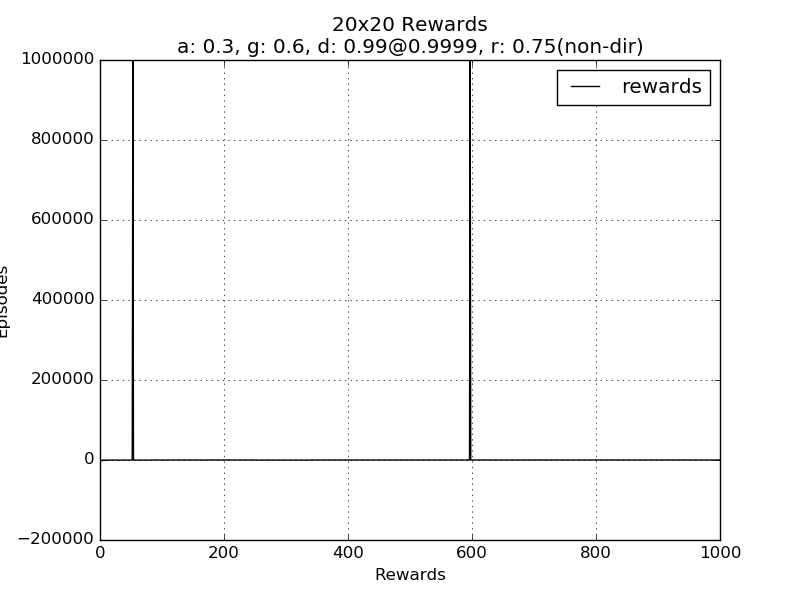 20x20 Rewards
a: 0.3, g: 0.6, d: 0.99@0.9999, r: 0.75(non-dir)
rewards
1000000
800000
600000
400000
200000
0
−200000
Episodes
0 200 400 600 800 1000
Rewards